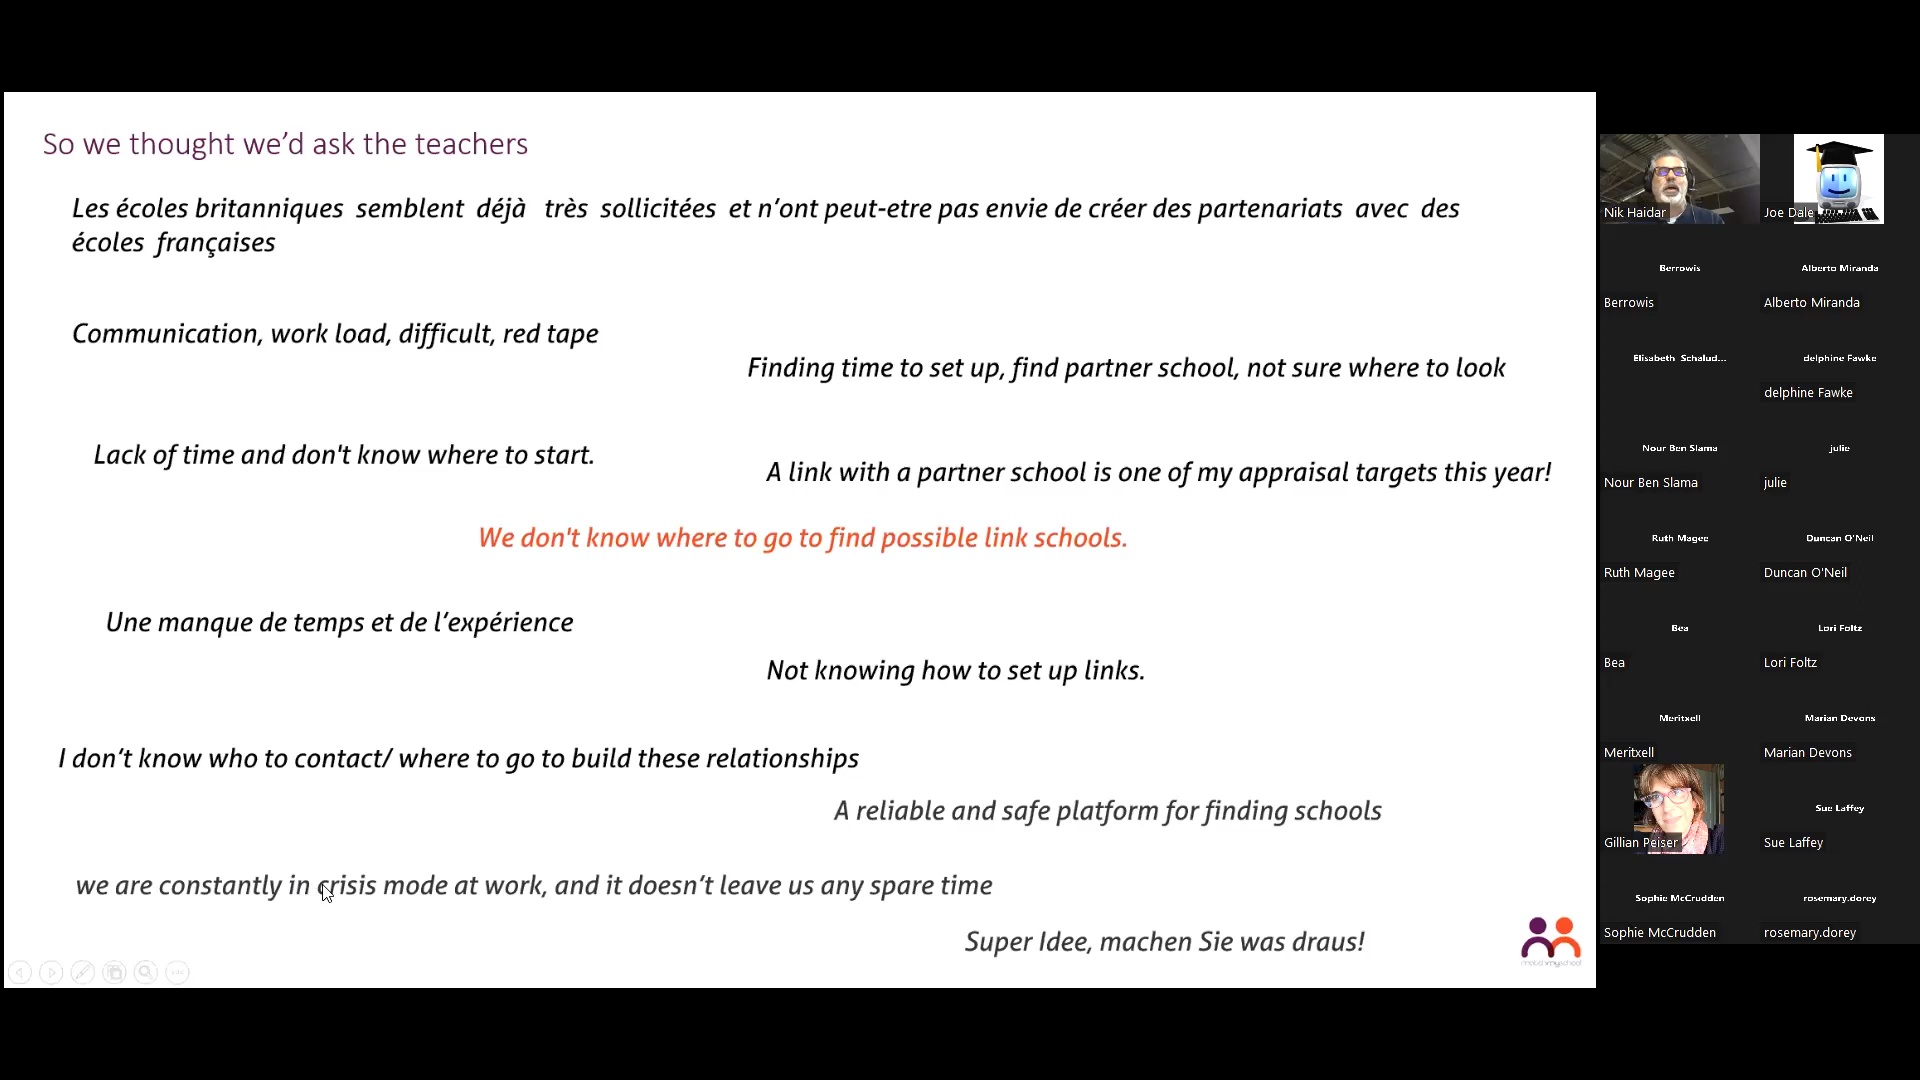 So we thought we’d ask the teachers
Les écoles britanniques semblent déjà très sollicitées et n‘ont peut-etre pas envie de créer des partenariats avec des
écoles françaises
Communication, work load, difficult, red tape
Finding time to set up, find partner school, not sure where to look
Lack of time and don't know where to start.
A link with a partner school is one of my appraisal targets this year!
We don't know where to go to find possible link schools.
Une manque de temps et de l‘expérience
Not knowing how to set up links.
I don‘t know who to contact/ where to go to build these relationships
A reliable and safe platform for finding schools
we are constantly in crisis mode at work, and it doesn‘t leave us any spare time
Super Idee, machen Sie was draus!
matchmyschool
Nik Haidar
Joe Dale
Berrowis
Berrowis
Alberto Miranda
Alberto Miranda
Elisabeth Schalud...
delphine Fawke
delphine Fawke
Nour Ben Slama
Nour Ben Slama
julie
julie
Ruth Magee
Ruth Magee
Duncan O'Neil
Duncan O'Neil
Bea
Bea
Lori Foltz
Lori Foltz
Meritxell
Meritxell
Marian Devons
Marian Devons
Gillian Peiser
Sue Laffey
Sue Laffey
Sophie McCrudden
Sophie McCrudden
rosemary.dorey
rosemary.dorey